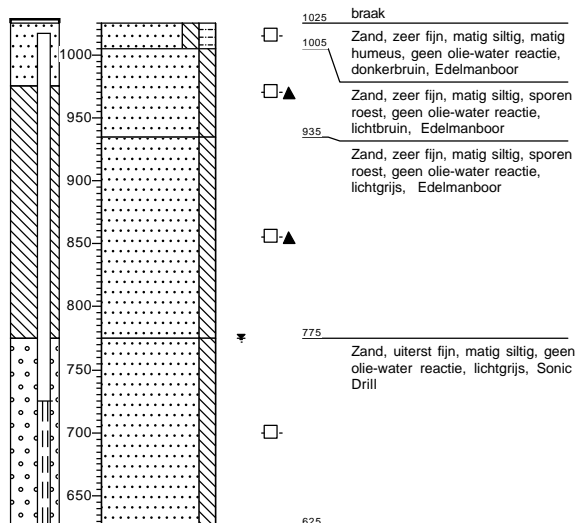 1025 braak
Zand, zeer fijn, matig siltig, matig
1005 humeus, geen olie-water reactie,
donkerbruin, Edelmanboor
1000
Zand, zeer fijn, matig siltig, sporen
roest, geen olie-water reactie,
lichtbruin, Edelmanboor
950
935
Zand, zeer fijn, matig siltig, sporen
roest, geen olie-water reactie,
lichtgrijs, Edelmanboor
900
850
800
775
Zand, uiterst fijn, matig siltig, geen
olie-water reactie, lichtgrijs, Sonic
Drill
750
700
650
625